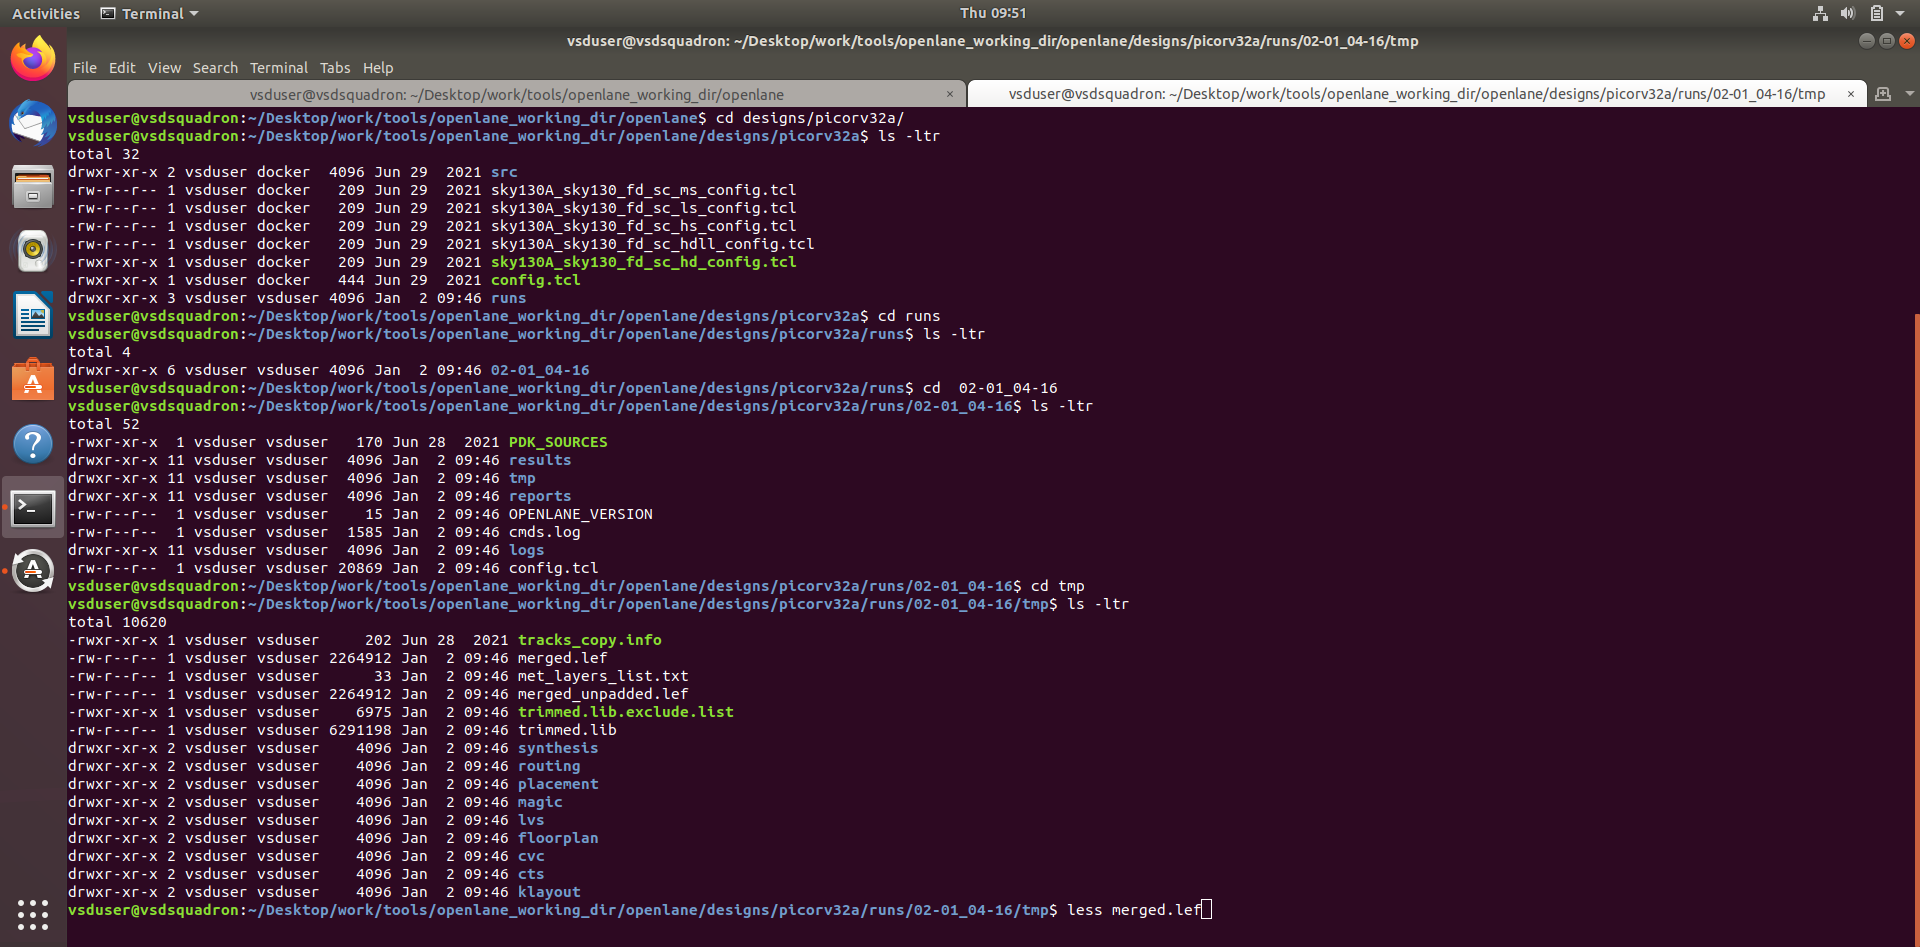 Activities Terminal Thu 09:51
vsduser@vsdsquadron: ~/Desktop/work/tools/openlane_working_dir/openlane/designs/picorv32a/runs/02-01_04-16/tmp
File Edit View Search Terminal Tabs Help
vsduser@vsdsquadron: ~/Desktop/work/tools/openlane_working_dir/openlane × vsduser@vsdsquadron: ~/Desktop/work/tools/openlane_working_dir/openlane/designs/picorv32a/runs/02-01_04-16/tmp ×
vsduser@vsdsquadron:~/Desktop/work/tools/openlane_working_dir/openlane$ cd designs/picorv32a/
vsduser@vsdsquadron:~/Desktop/work/tools/openlane_working_dir/openlane/designs/picorv32a$ ls -ltr
total 32
drwxr-xr-x 2 vsduser docker  4096 Jun 29  2021 src
-rw-r--r-- 1 vsduser docker   209 Jun 29  2021 sky130A_sky130_fd_sc_ms_config.tcl
-rw-r--r-- 1 vsduser docker   209 Jun 29  2021 sky130A_sky130_fd_sc_ls_config.tcl
-rw-r--r-- 1 vsduser docker   209 Jun 29  2021 sky130A_sky130_fd_sc_hs_config.tcl
-rw-r--r-- 1 vsduser docker   209 Jun 29  2021 sky130A_sky130_fd_sc_hdll_config.tcl
-rwxr-xr-x 1 vsduser docker   209 Jun 29  2021 sky130A_sky130_fd_sc_hd_config.tcl
-rwxr-xr-x 1 vsduser docker   444 Jun 29  2021 config.tcl
drwxr-xr-x 3 vsduser vsduser 4096 Jan  2 09:46 runs
vsduser@vsdsquadron:~/Desktop/work/tools/openlane_working_dir/openlane/designs/picorv32a$ cd runs
vsduser@vsdsquadron:~/Desktop/work/tools/openlane_working_dir/openlane/designs/picorv32a/runs$ ls -ltr
total 4
drwxr-xr-x 6 vsduser vsduser 4096 Jan  2 09:46 02-01_04-16
vsduser@vsdsquadron:~/Desktop/work/tools/openlane_working_dir/openlane/designs/picorv32a/runs$ cd  02-01_04-16
vsduser@vsdsquadron:~/Desktop/work/tools/openlane_working_dir/openlane/designs/picorv32a/runs/02-01_04-16$ ls -ltr
total 52
-rwxr-xr-x  1 vsduser vsduser   170 Jun 28  2021 PDK_SOURCES
drwxr-xr-x 11 vsduser vsduser  4096 Jan  2 09:46 results
drwxr-xr-x 11 vsduser vsduser  4096 Jan  2 09:46 tmp
drwxr-xr-x 11 vsduser vsduser  4096 Jan  2 09:46 reports
-rw-r--r--  1 vsduser vsduser    15 Jan  2 09:46 OPENLANE_VERSION
-rw-r--r--  1 vsduser vsduser  1585 Jan  2 09:46 cmds.log
drwxr-xr-x 11 vsduser vsduser  4096 Jan  2 09:46 logs
-rw-r--r--  1 vsduser vsduser 20869 Jan  2 09:46 config.tcl
vsduser@vsdsquadron:~/Desktop/work/tools/openlane_working_dir/openlane/designs/picorv32a/runs/02-01_04-16$ cd tmp
vsduser@vsdsquadron:~/Desktop/work/tools/openlane_working_dir/openlane/designs/picorv32a/runs/02-01_04-16/tmp$ ls -ltr
total 10620
-rwxr-xr-x 1 vsduser vsduser     202 Jun 28  2021 tracks_copy.info
-rw-r--r-- 1 vsduser vsduser 2264912 Jan  2 09:46 merged.lef
-rw-r--r-- 1 vsduser vsduser      33 Jan  2 09:46 met_layers_list.txt
-rw-r--r-- 1 vsduser vsduser 2264912 Jan  2 09:46 merged_unpadded.lef
-rwxr-xr-x 1 vsduser vsduser    6975 Jan  2 09:46 trimmed.lib.exclude.list
-rw-r--r-- 1 vsduser vsduser 6291198 Jan  2 09:46 trimmed.lib
drwxr-xr-x 2 vsduser vsduser    4096 Jan  2 09:46 synthesis
drwxr-xr-x 2 vsduser vsduser    4096 Jan  2 09:46 routing
drwxr-xr-x 2 vsduser vsduser    4096 Jan  2 09:46 placement
drwxr-xr-x 2 vsduser vsduser    4096 Jan  2 09:46 magic
drwxr-xr-x 2 vsduser vsduser    4096 Jan  2 09:46 lvs
drwxr-xr-x 2 vsduser vsduser    4096 Jan  2 09:46 floorplan
drwxr-xr-x 2 vsduser vsduser    4096 Jan  2 09:46 cvc
drwxr-xr-x 2 vsduser vsduser    4096 Jan  2 09:46 cts
drwxr-xr-x 2 vsduser vsduser    4096 Jan  2 09:46 klayout
vsduser@vsdsquadron:~/Desktop/work/tools/openlane_working_dir/openlane/designs/picorv32a/runs/02-01_04-16/tmp$ less merged.lef